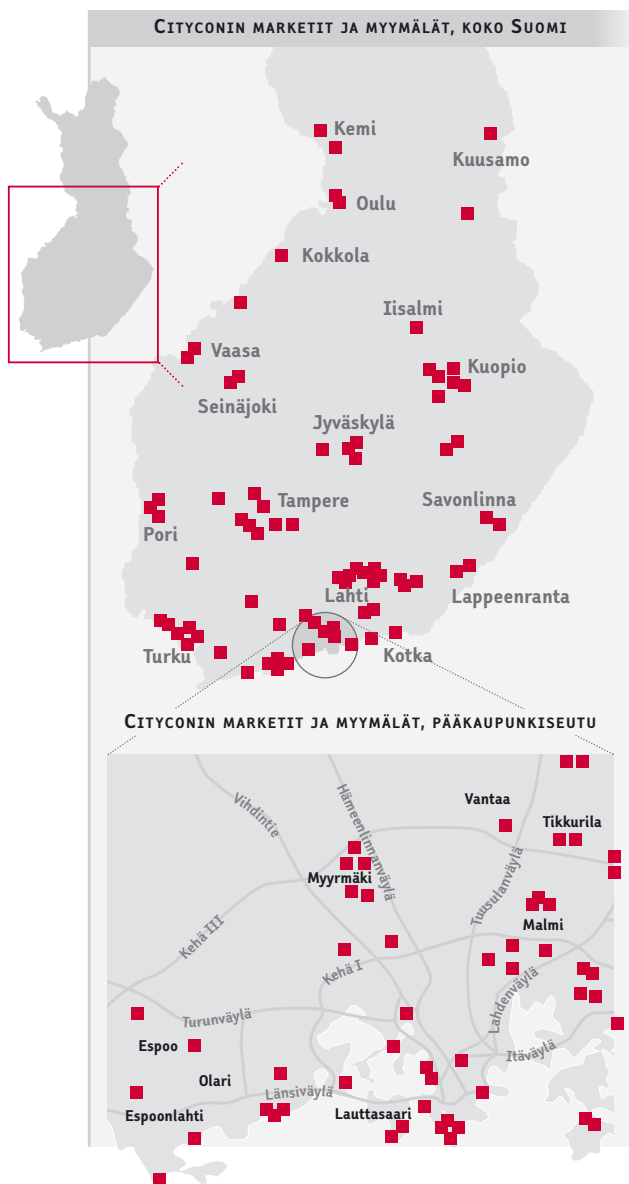 CITYCONIN MARKETIT JA MYYMÄLÄT, KOKO SUOMI
Kemi
Kuusamo
Oulu
Kokkola
Iisalmi
Vaasa
Kuopio
Seinäjoki
Jyväskylä
Tampere
Savonlinna
Pori
Lahti
Lappeenranta
Turku
Kotka
CITYCONIN MARKETIT JA MYYMÄLÄT, PÄÄKAUPUNKISEUTU
Vihdintie
Hämeenlinnanväylä
Vantaa
Tikkurila
Myyrmäki
Tuusulanväylä
Malmi
Kehä III
Kehä I
Lahdenväylä
Turunväylä
Espoo
Itäväylä
Olari
Länsiväylä
Espoonlahti
Lauttasaari